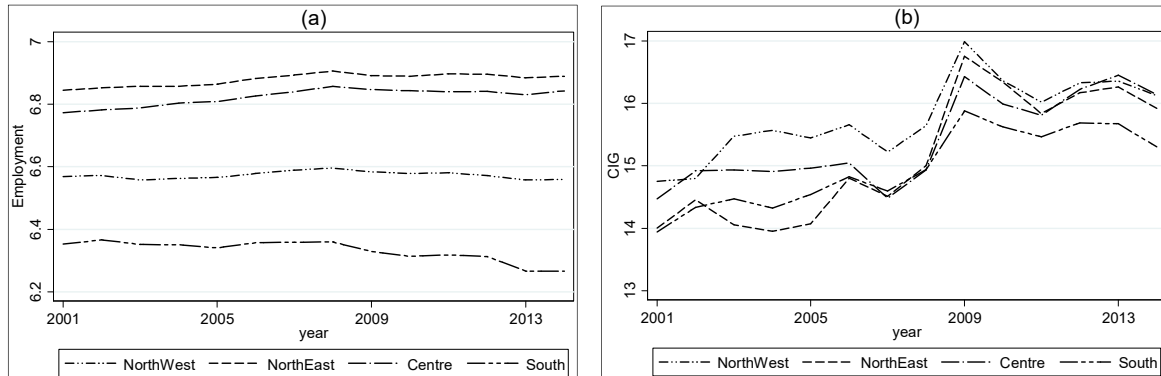 (a)
Employment
7
6.8
6.6
6.4
6.2
2001 2005 2009 2013
year
NorthWest NorthEast Centre South
(b)
CIG
17
16
15
14
13
2001 2005 2009 2013
year
NorthWest NorthEast Centre South